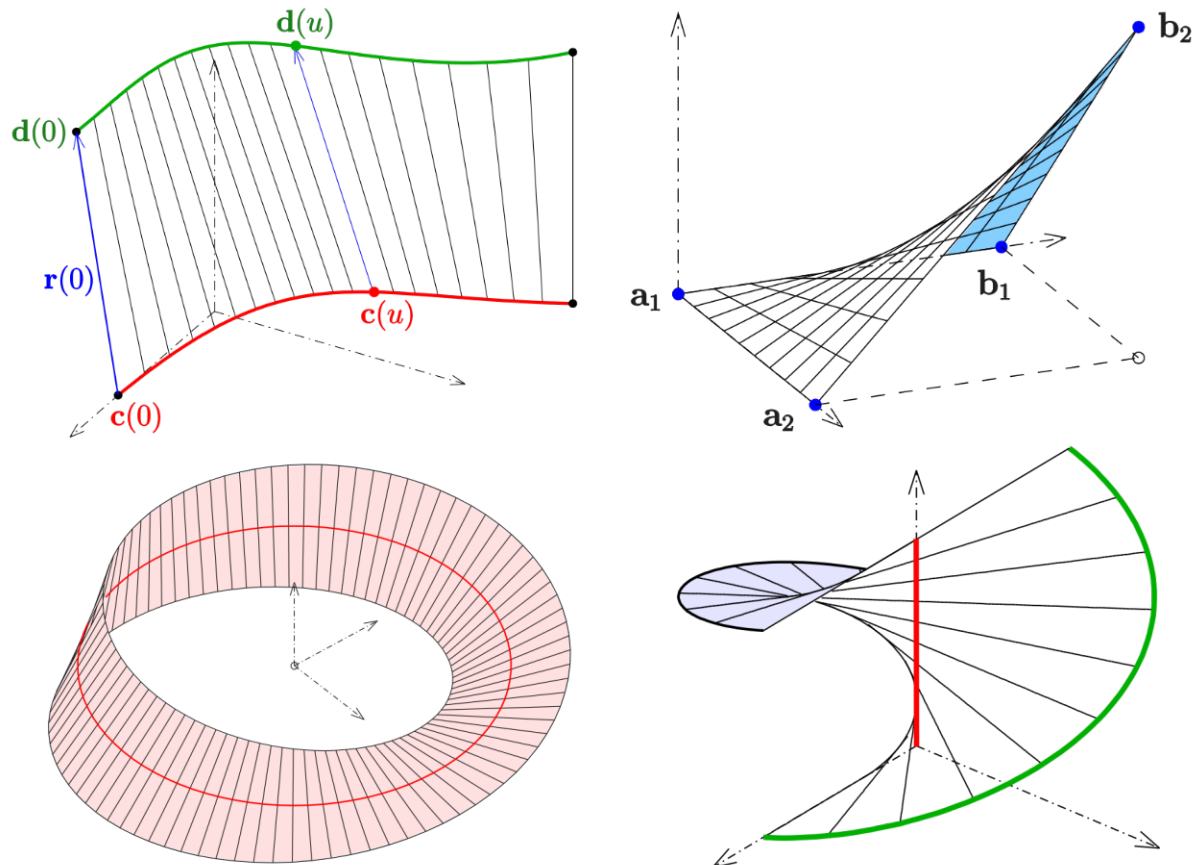 d(u)
d(0)
r(0)
c(u)
c(0)
b₂
a₁
b₁
a₂